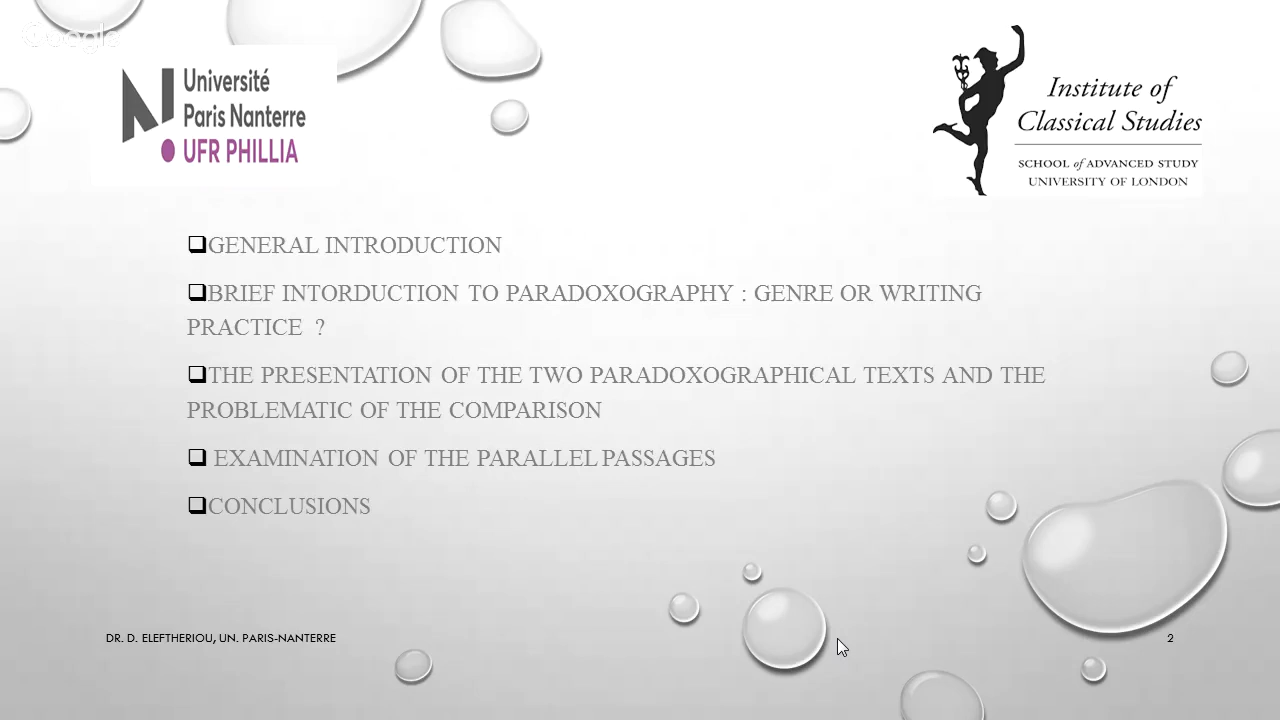 Google
Université
Paris Nanterre
UFR PHILLIA
Institute of
Classical Studies
SCHOOL of ADVANCED STUDY
UNIVERSITY OF LONDON
GENERAL INTRODUCTION
BRIEF INTORDUCTION TO PARADOXOGRAPHY : GENRE OR WRITING
PRACTICE ?
THE PRESENTATION OF THE TWO PARADOXOGRAPHICAL TEXTS AND THE
PROBLEMATIC OF THE COMPARISON
EXAMINATION OF THE PARALLEL PASSAGES
CONCLUSIONS
DR. D. ELEFTHERIOU, UN. PARIS-NANTERRE
2